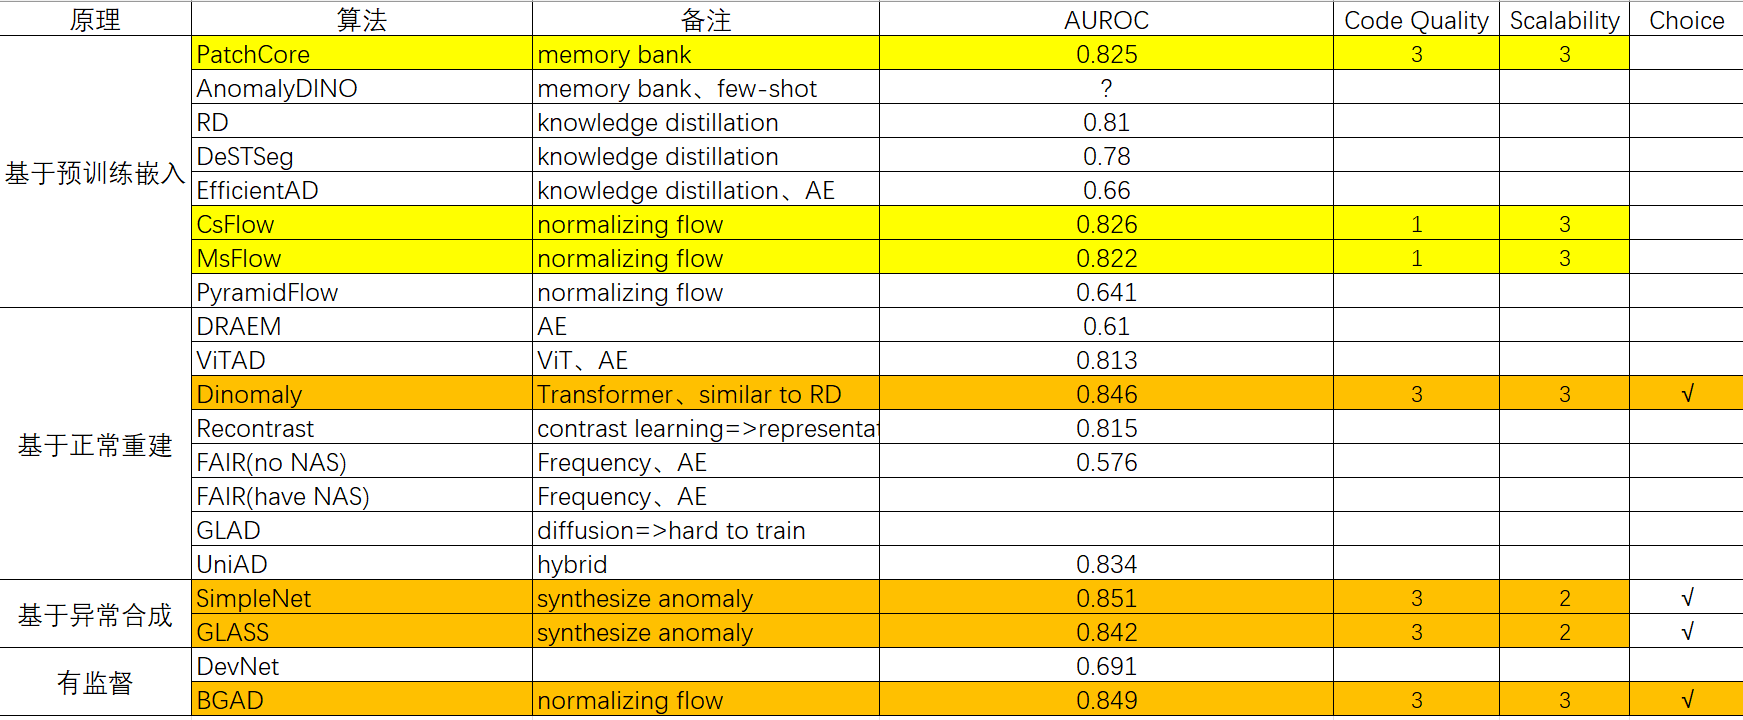 原理 算法 备注 AUROC Code Quality Scalability Choice
基于预训练嵌入
PatchCore memory bank 0.825 3 3
AnomalyDINO memory bank、few-shot ?
RD knowledge distillation 0.81
DeSTSeg knowledge distillation 0.78
EfficientAD knowledge distillation、AE 0.66
CsFlow normalizing flow 0.826 1 3
MsFlow normalizing flow 0.822 1 3
PyramidFlow normalizing flow 0.641
基于正常重建
DRAEM AE 0.61
ViTAD ViT、AE 0.813
Dinomaly Transformer、similar to RD 0.846 3 3 √
Recontrast contrast learning=>representat 0.815
FAIR(no NAS) Frequency、AE 0.576
FAIR(have NAS) Frequency、AE
GLAD diffusion=>hard to train
UniAD hybrid 0.834
基于异常合成
SimpleNet synthesize anomaly 0.851 3 2 √
GLASS synthesize anomaly 0.842 3 2 √
有监督
DevNet 0.691
BGAD normalizing flow 0.849 3 3 √